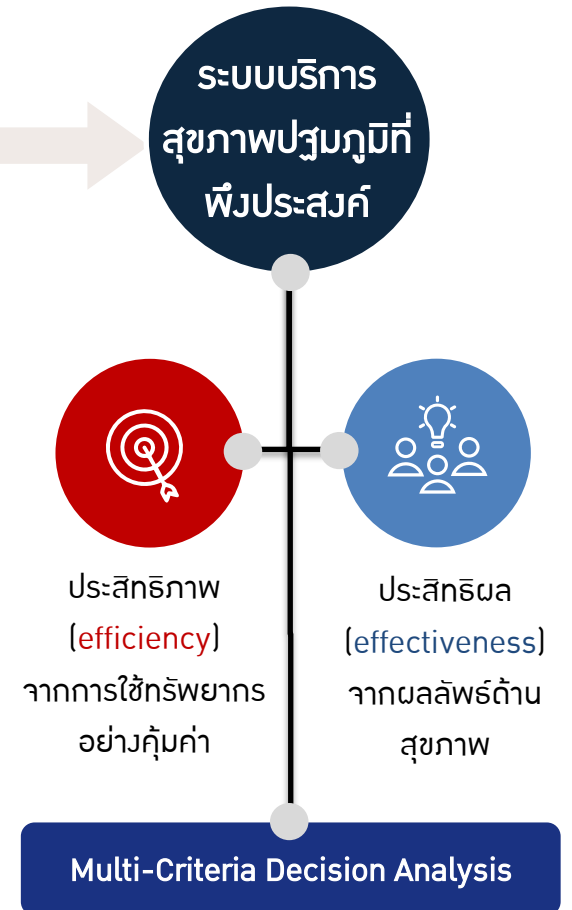 ระบบบริการ
สุขภาพปฐมภูมิที่
พึงประสงค์
ประสิทธิภาพ
(efficiency)
จากการใช้ทรัพยากร
อย่างคุ้มค่า
ประสิทธิผล
(effectiveness)
จากผลลัพธ์ด้าน
สุขภาพ
Multi-Criteria Decision Analysis